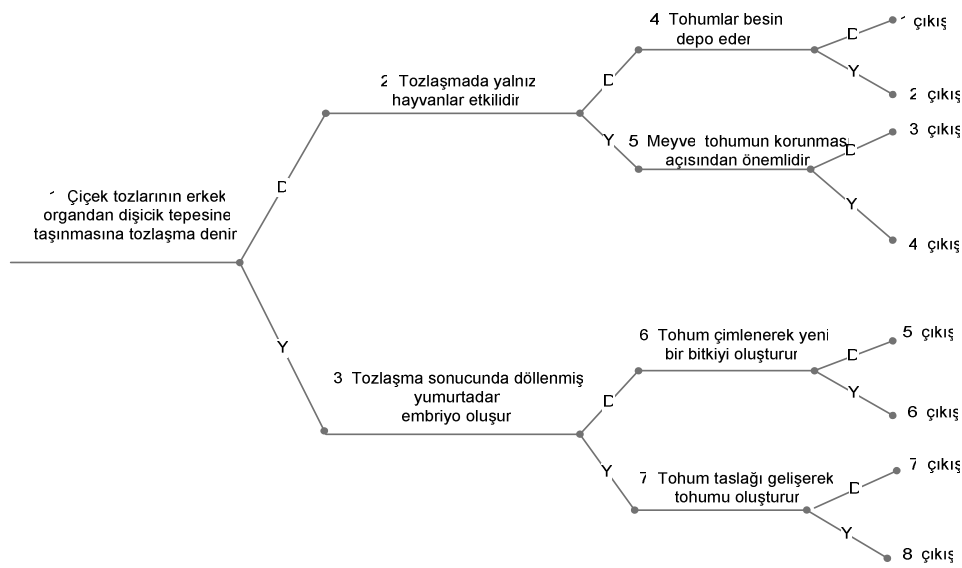 4 Tohumlar besin
depo eder
D
çıkış
Y
2 çıkış
2 Tozlaşmada yalnız
hayvanlar etkilidir
D
Y
5 Meyve tohumun korunması
açısından önemlidir
D
3 çıkış
Y
4 çıkış
Çiçek tozlarının erkek
organdan dişicik tepesine
taşınmasına tozlaşma denir
D
Y
3 Tozlaşma sonucunda döllenmiş
yumurtadan
embriyo oluşur
D
Y
6 Tohum çimlenerek yeni
bir bitkiyi oluşturur
D
5 çıkış
Y
6 çıkış
7 Tohum taslağı gelişerek
tohumu oluşturur
D
7 çıkış
Y
8 çıkış